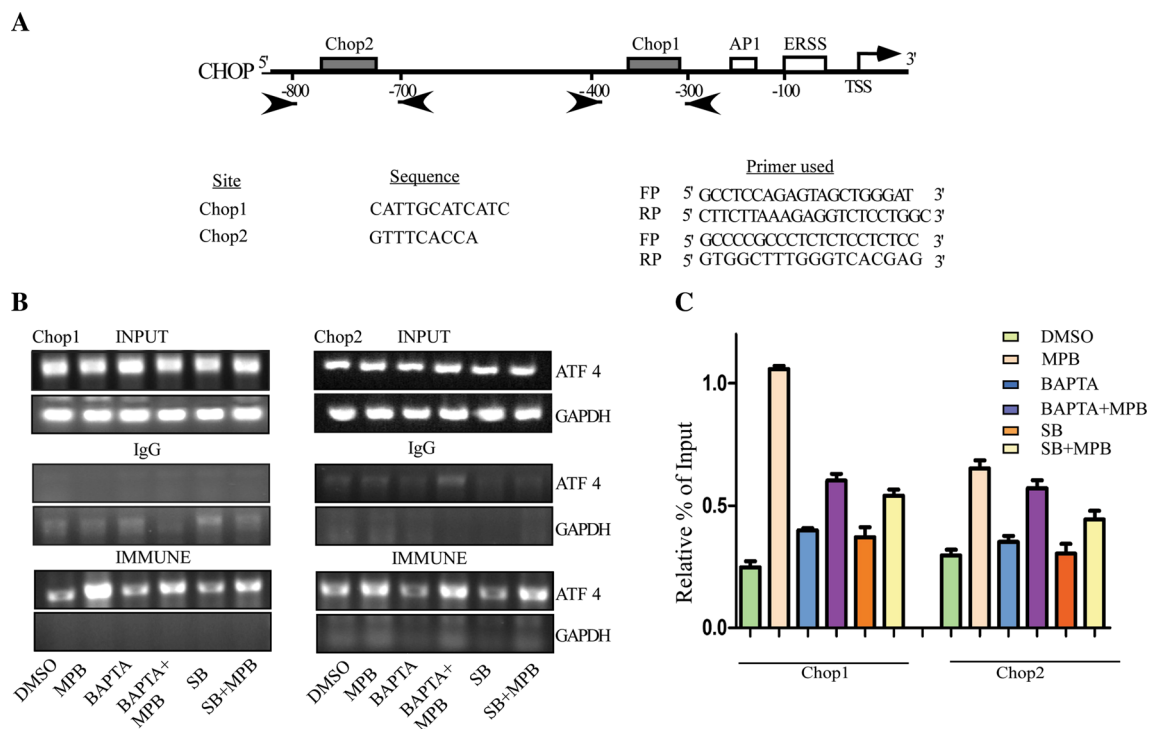 A
Chop2 Chop1 AP1 ERSS
CHOP 5' 3'
-800 -700 -400 -300 -100 TSS
Site Sequence Primer used
Chop1 CATTGCATCATC FP 5' GCCTCCAGAGTAGCTGGGAT 3'
RP 5' CTTCTTAAAGAGGTCTCCTGGC 3'
Chop2 GTTTCACCA FP 5' GCCCCGCCCTCTCTCCTCTCC 3'
RP 5' GTGGCTTTGGGTCACGAG 3'
B
Chop1 INPUT
Chop2 INPUT
ATF 4
GAPDH
IgG
IgG
ATF 4
GAPDH
IMMUNE
IMMUNE
ATF 4
GAPDH
DMSO MPB BAPTA BAPTA+ MPB SB SB+MPB
DMSO MPB BAPTA BAPTA+ MPB SB SB+MPB
C
Relative % of Input
1.0
0.5
0.0
DMSO
MPB
BAPTA
BAPTA+MPB
SB
SB+MPB
Chop1 Chop2